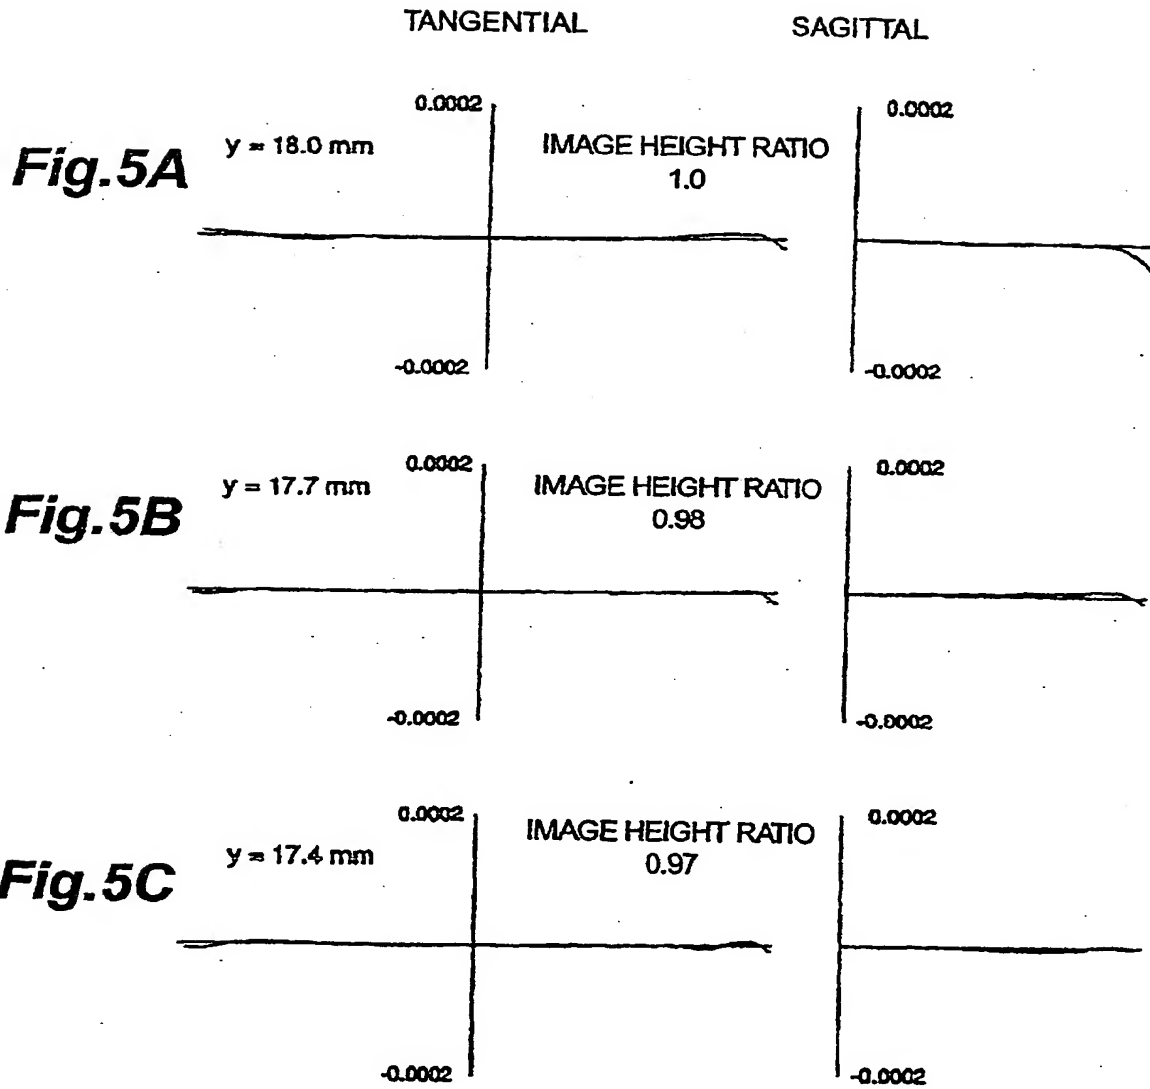 TANGENTIAL SAGITTAL
0.0002 0.0002
Fig.5A y = 18.0 mm IMAGE HEIGHT RATIO
1.0
-0.0002 -0.0002
0.0002 0.0002
Fig.5B y = 17.7 mm IMAGE HEIGHT RATIO
0.98
-0.0002 -0.0002
0.0002 0.0002
Fig.5C y = 17.4 mm IMAGE HEIGHT RATIO
0.97
-0.0002 -0.0002